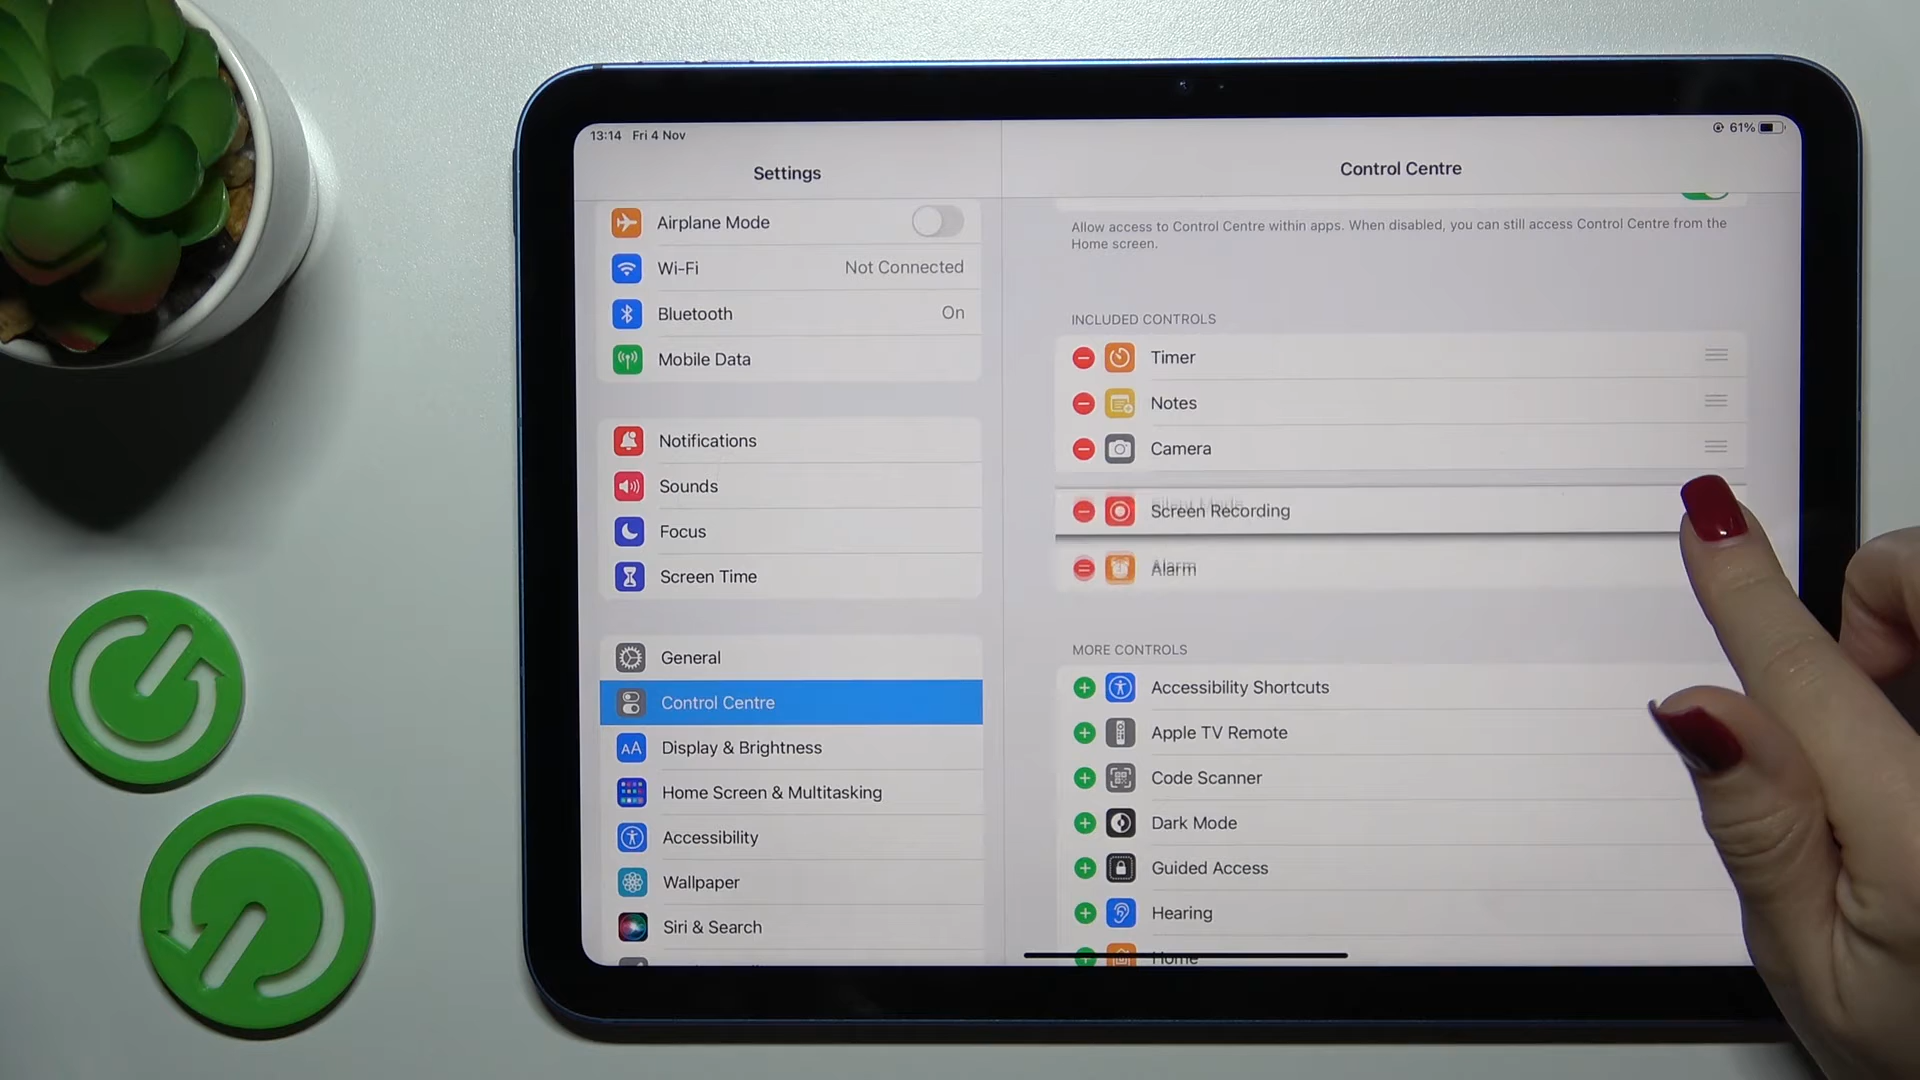 13:14 Fri 4 Nov
61%
Settings
Airplane Mode
Wi-Fi Not Connected
Bluetooth On
Mobile Data
Notifications
Sounds
Focus
Screen Time
General
Control Centre
AA Display & Brightness
Home Screen & Multitasking
Accessibility
Wallpaper
Siri & Search
Control Centre
Allow access to Control Centre within apps. When disabled, you can still access Control Centre from the
Home screen.
INCLUDED CONTROLS
Timer
Notes
Camera
Silent Mode
Screen Recording
Alarm
MORE CONTROLS
Accessibility Shortcuts
Apple TV Remote
Code Scanner
Dark Mode
Guided Access
Hearing
Home